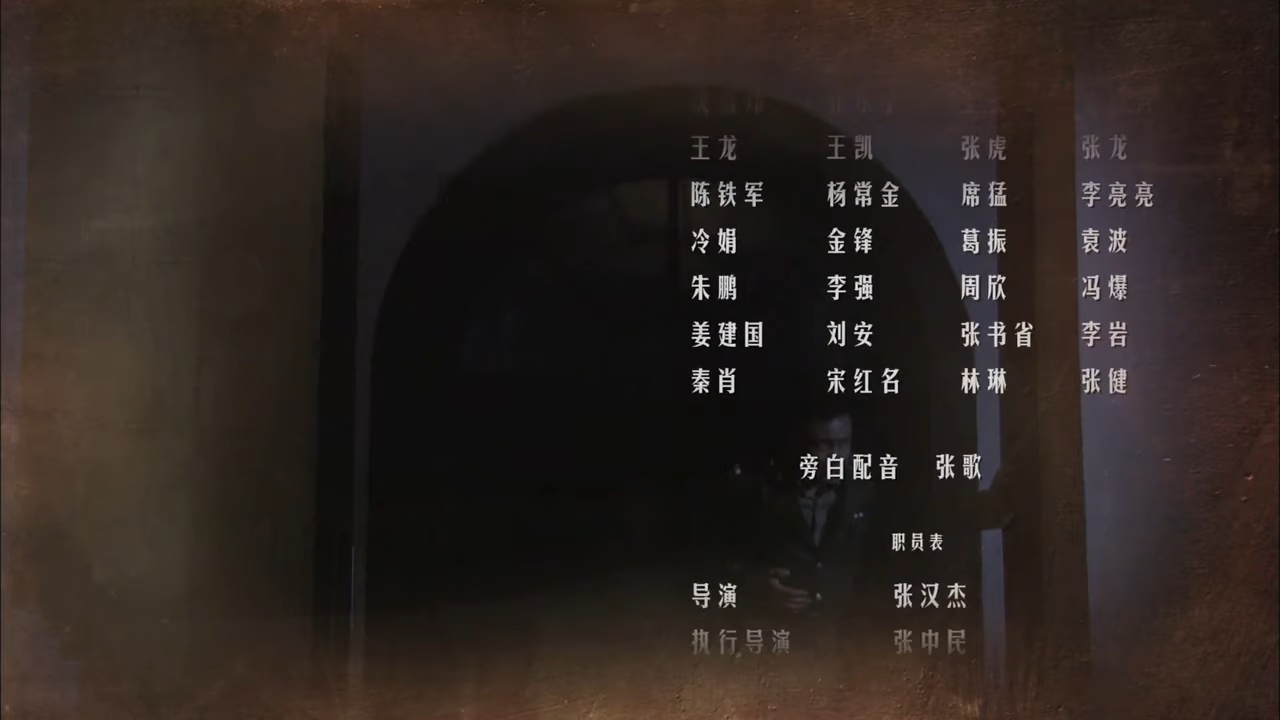 王龙 王凯 张虎 张龙
陈铁军 杨常金 席猛 李亮亮
冷娟 金锋 葛振 袁波
朱鹏 李强 周欣 冯爆
姜建国 刘安 张书省 李岩
秦肖 宋红名 林琳 张健
旁白配音 张歌
职员表
导演 张汉杰
执行导演 张中民